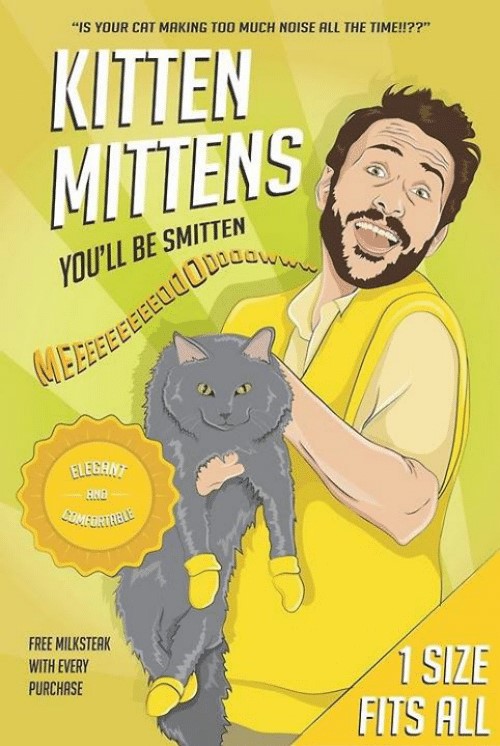 "IS YOUR CAT MAKING TOO MUCH NOISE ALL THE TIME!!??"
KITTEN
MITTENS
YOU'LL BE SMITTEN
MEEEEEEEEEOOOOOOOOWWW
ELEGANT
AND
COMFORTABLE
FREE MILKSTEAK
WITH EVERY
PURCHASE
1 SIZE
FITS ALL